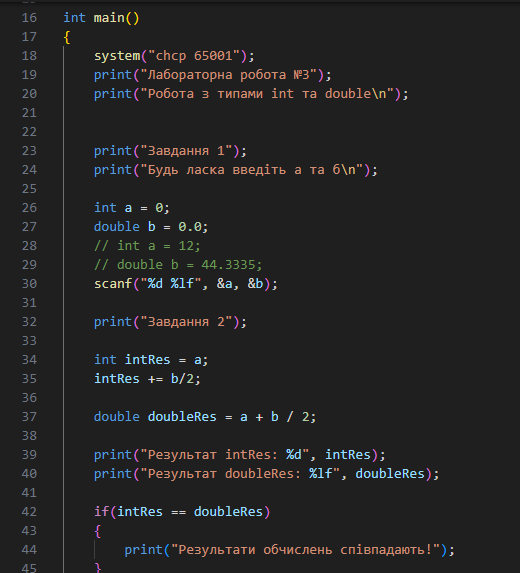 16 int main()
17 {
18 system("chcp 65001");
19 print("Лабораторна робота №3");
20 print("Робота з типами int та double\n");
21
22
23 print("Завдання 1");
24 print("Будь ласка введіть а та б\n");
25
26 int a = 0;
27 double b = 0.0;
28 // int a = 12;
29 // double b = 44.3335;
30 scanf("%d %lf", &a, &b);
31
32 print("Завдання 2");
33
34 int intRes = a;
35 intRes += b/2;
36
37 double doubleRes = a + b / 2;
38
39 print("Результат intRes: %d", intRes);
40 print("Результат doubleRes: %lf", doubleRes);
41
42 if(intRes == doubleRes)
43 {
44 print("Результати обчислень співпадають!");
45 }